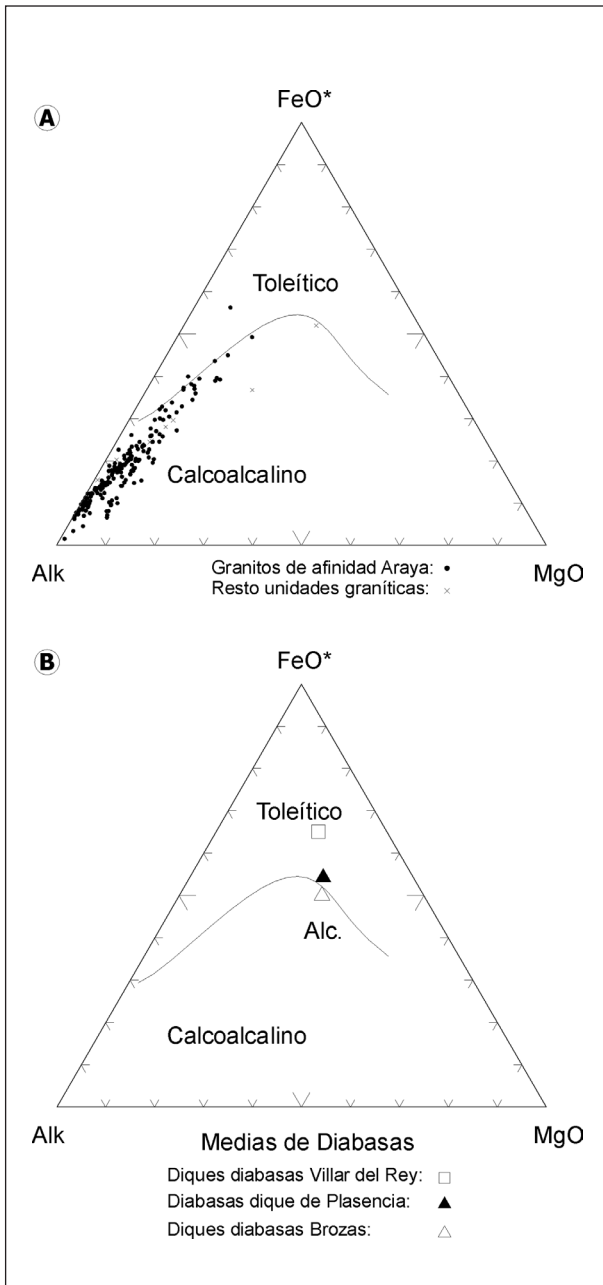 A
FeO*
Toleítico
Calcoalcalino
Alk
MgO
Granitos de afinidad Araya:
Resto unidades graníticas:
B
FeO*
Toleítico
Alc.
Calcoalcalino
Alk
MgO
Medias de Diabasas
Diques diabasas Villar del Rey:
Diabasas dique de Plasencia:
Diques diabasas Brozas: